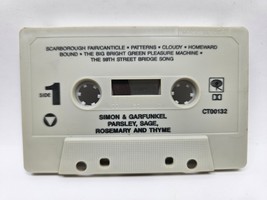 SCARBOROUGH FAIR/CANTICLE • PATTERNS • CLOUDY • HOMEWARD
BOUND • THE BIG BRIGHT GREEN PLEASURE MACHINE •
THE 59TH STREET BRIDGE SONG
SIDE 1
SIMON & GARFUNKEL
PARSLEY, SAGE,
ROSEMARY AND THYME
CT00132